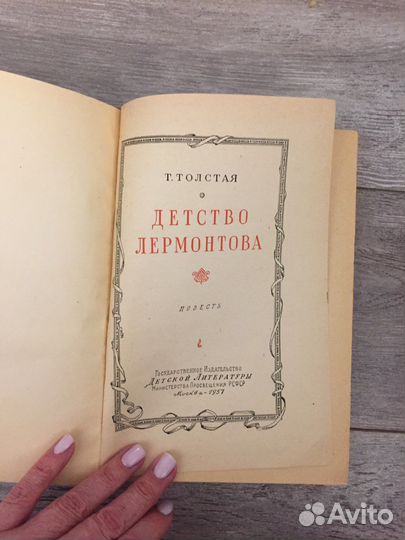 Т. ТОЛСТАЯ
ДЕТСТВО
ЛЕРМОНТОВА
ПОВЕСТЬ
ГОСУДАРСТВЕННОЕ ИЗДАТЕЛЬСТВО
ДЕТСКОЙ ЛИТЕРАТУРЫ
МИНИСТЕРСТВА ПРОСВЕЩЕНИЯ РСФСР
МОСКВА - 1957
Avito